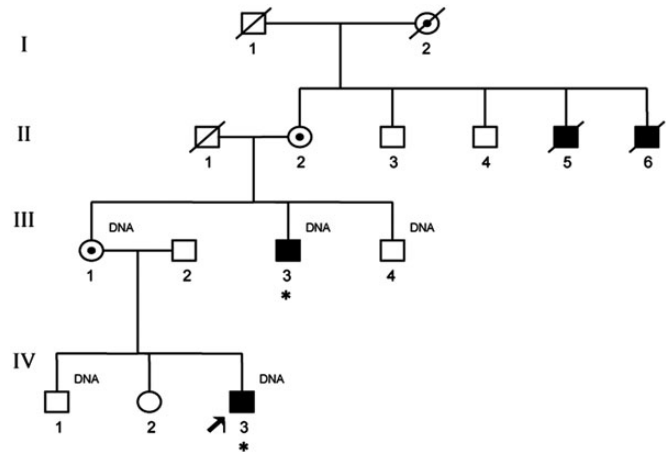 I
1 2
II
1 2 3 4 5 6
III
DNA DNA DNA
1 2 3 4
*
IV
DNA DNA
1 2 3
*